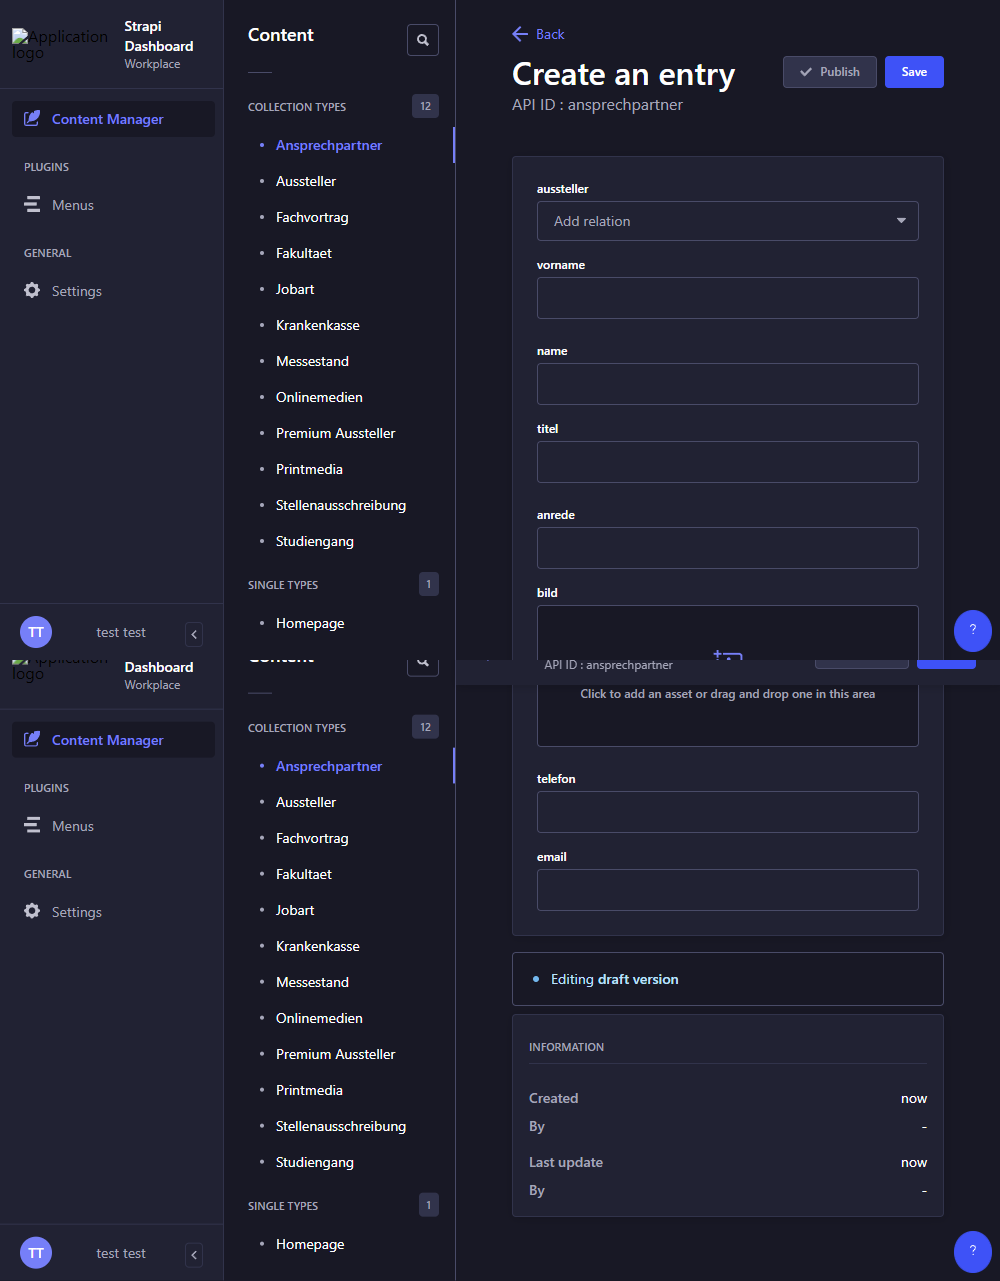 Application logo
Strapi Dashboard
Workplace
Content Manager
PLUGINS
Menus
GENERAL
Settings
TT
test test
Content
COLLECTION TYPES
12
Ansprechpartner
Aussteller
Fachvortrag
Fakultaet
Jobart
Krankenkasse
Messestand
Onlinemedien
Premium Aussteller
Printmedia
Stellenausschreibung
Studiengang
SINGLE TYPES
1
Homepage
Back
Create an entry
API ID : ansprechpartner
Publish
Save
aussteller
Add relation
vorname
name
titel
anrede
bild
?
Application logo
Dashboard
Workplace
Content Manager
PLUGINS
Menus
GENERAL
Settings
TT
test test
Content
COLLECTION TYPES
12
Ansprechpartner
Aussteller
Fachvortrag
Fakultaet
Jobart
Krankenkasse
Messestand
Onlinemedien
Premium Aussteller
Printmedia
Stellenausschreibung
Studiengang
SINGLE TYPES
1
Homepage
API ID : ansprechpartner
Click to add an asset or drag and drop one in this area
telefon
email
Editing draft version
INFORMATION
Created now
By -
Last update now
By -
?